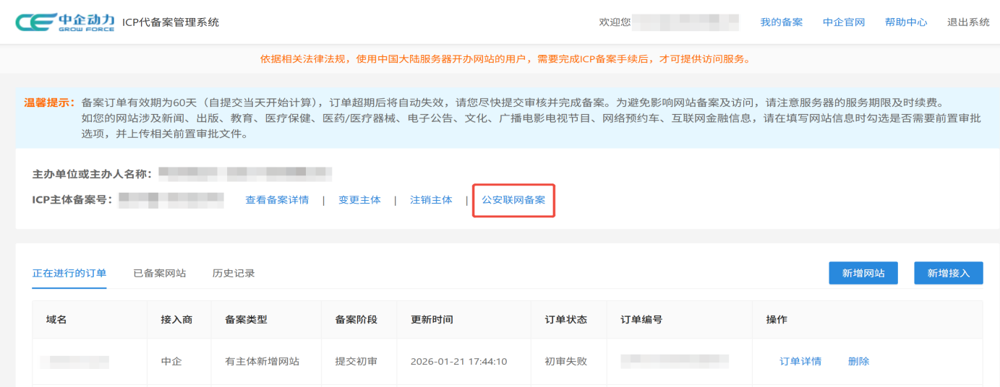 中企动力 GROW FORCE ICP代备案管理系统 欢迎您 我的备案 中企官网 帮助中心 退出系统
依据相关法律法规，使用中国大陆服务器开办网站的用户，需要完成ICP备案手续后，才可提供访问服务。
温馨提示：备案订单有效期为60天（自提交当天开始计算），订单超期后将自动失效，请您尽快提交审核并完成备案。为避免影响网站备案及访问，请注意服务器的服务期限及时续费。
如您的网站涉及新闻、出版、教育、医疗保健、医药/医疗器械、电子公告、文化、广播电影电视节目、网络预约车、互联网金融信息，请在填写网站信息时勾选是否需要前置审批
选项，并上传相关前置审批文件。
主办单位或主办人名称：
ICP主体备案号： 查看备案详情 | 变更主体 | 注销主体 | 公安联网备案
正在进行的订单 已备案网站 历史记录 新增网站 新增接入
域名 接入商 备案类型 备案阶段 更新时间 订单状态 订单编号 操作
中企 有主体新增网站 提交初审 2026-01-21 17:44:10 初审失败 订单详情 删除